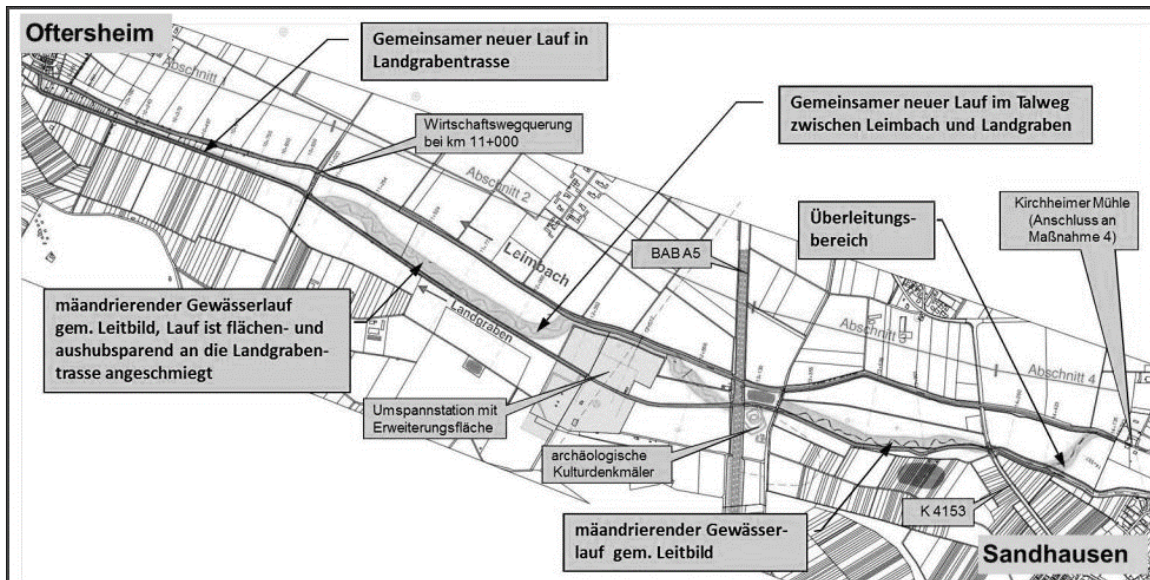 Oftersheim
Gemeinsamer neuer Lauf in
Landgrabentrasse
Abschnitt 1
Wirtschaftswegquerung
bei km 11+000
Gemeinsamer neuer Lauf im Talweg
zwischen Leimbach und Landgraben
Abschnitt 2
Überleitungs-
bereich
Kirchheimer Mühle
(Anschluss an
Maßnahme 4)
BAB A5
Leimbach
mäandrierender Gewässerlauf
gem. Leitbild, Lauf ist flächen- und
aushubsparend an die Landgraben-
trasse angeschmiegt
Landgraben
Abschnitt 3
Abschnitt 4
Umspannstation mit
Erweiterungsfläche
archäologische
Kulturdenkmäler
K 4153
mäandrierender Gewässer-
lauf gem. Leitbild
Sandhausen